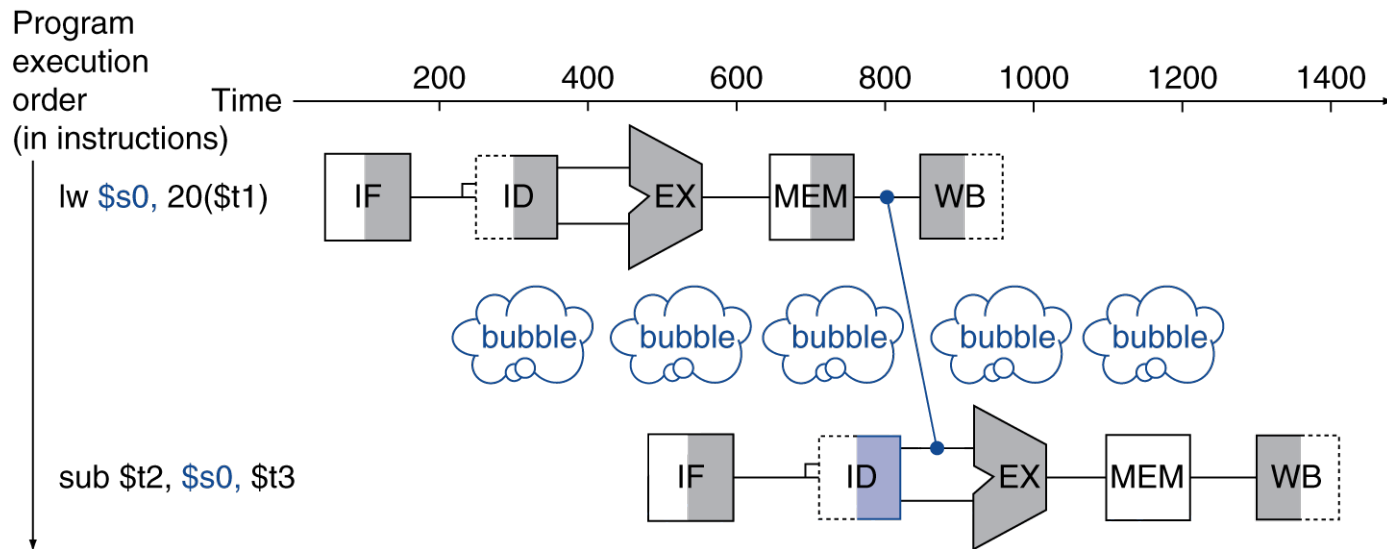 Program
execution
order
(in instructions)
Time
200 400 600 800 1000 1200 1400
lw $s0, 20($t1)
IF ID EX MEM WB
bubble bubble bubble bubble bubble
sub $t2, $s0, $t3
IF ID EX MEM WB